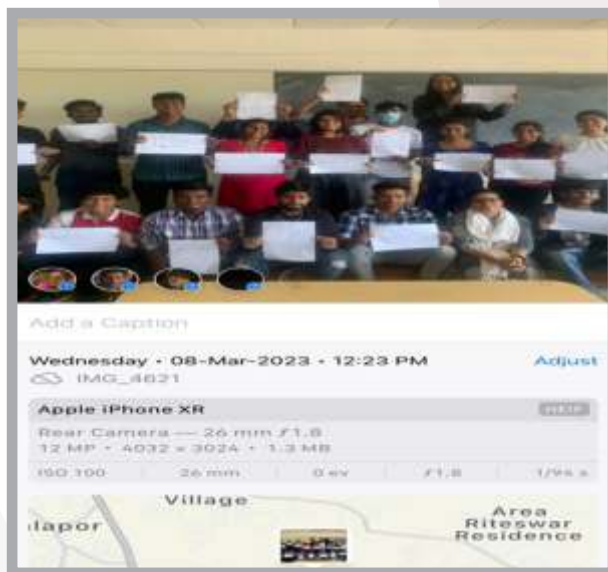 Add a Caption
Wednesday • 08-Mar-2023 • 12:23 PM Adjust
IMG_4621
Apple iPhone XR HEIF
Rear Camera — 26 mm ƒ1.8
12 MP • 4032 × 3024 • 1.3 MB
ISO 100 26 mm 0 ev ƒ1.8 1/94 s
Village
lapor
Area
Riteswar
Residence